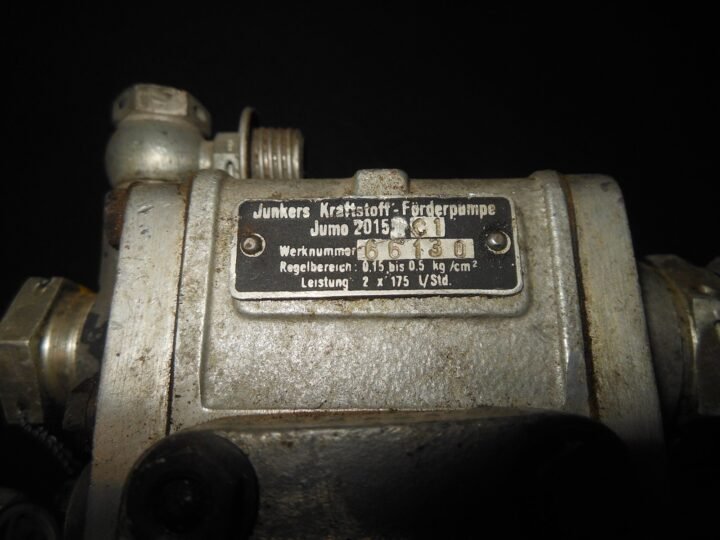 Junkers Kraftstoff-Förderpumpe
Jumo 2015
Werknummer 66130
Regelbereich: 0,15 bis 0,5 kg/cm²
Leistung 2 x 175 l/Std.